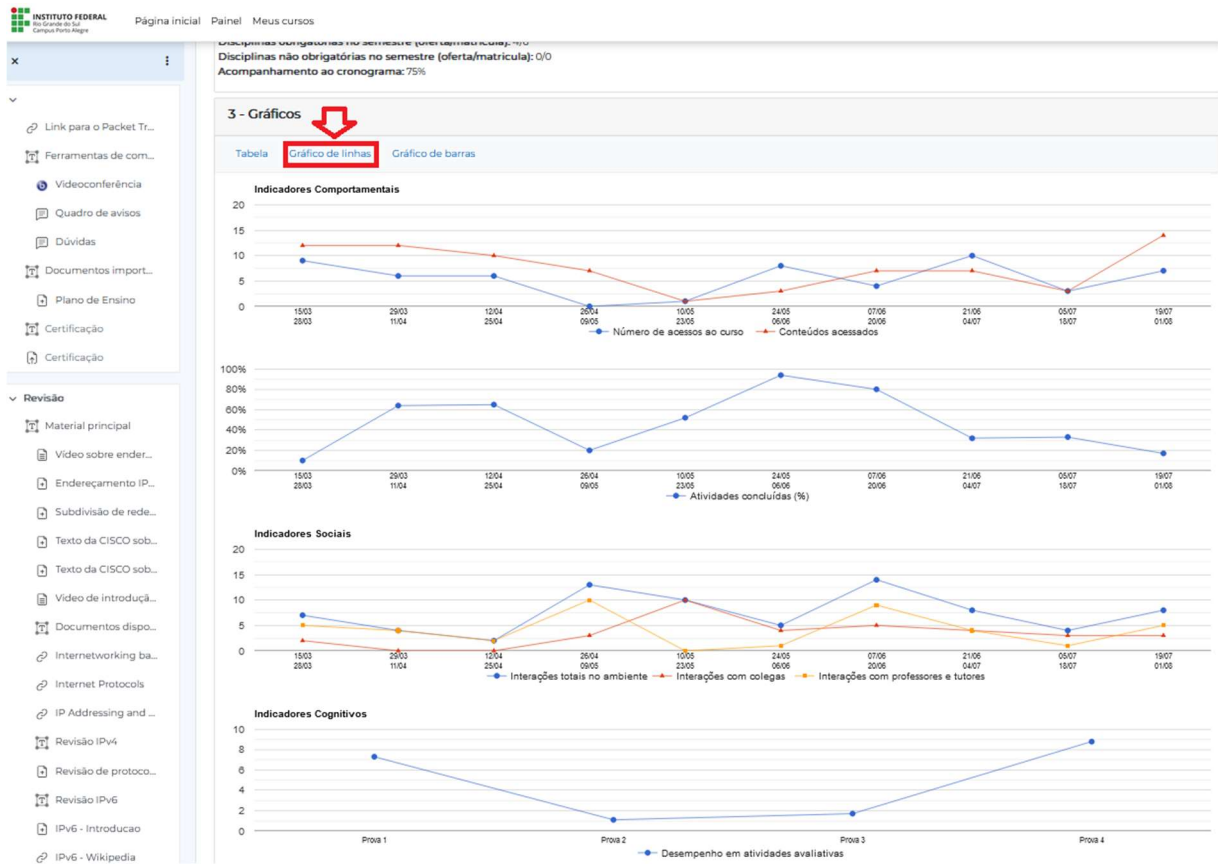 INSTITUTO FEDERAL
Rio Grande do Sul
Campus Porto Alegre
Página inicial Painel Meus cursos
Link para o Packet Tr...
Ferramentas de com...
Videoconferência
Quadro de avisos
Dúvidas
Documentos import...
Plano de Ensino
Certificação
Certificação
Revisão
Material principal
Vídeo sobre ender...
Endereçamento IP...
Subdivisão de rede...
Texto da CISCO sob...
Texto da CISCO sob...
Video de introduçã...
Documentos dispo...
Internetworking ba...
Internet Protocols
IP Addressing and ...
Revisão IPv4
Revisão de protoco...
Revisão IPv6
IPv6 - Introducao
IPv6 - Wikipedia
Disciplinas obrigatórias no semestre (oferta/matricula): 4/0
Disciplinas não obrigatórias no semestre (oferta/matricula): 0/0
Acompanhamento ao cronograma: 75%
3 - Gráficos
Tabela Gráfico de linhas Gráfico de barras
Indicadores Comportamentais
20
15
10
5
0
15/03 29/03 12/04 26/04 10/05 24/05 07/06 21/06 05/07 19/07
28/03 11/04 25/04 09/05 23/05 06/06 20/06 04/07 18/07 01/08
Número de acessos ao curso Conteúdos acessados
100%
80%
60%
40%
20%
0%
15/03 29/03 12/04 26/04 10/05 24/05 07/06 21/06 05/07 19/07
28/03 11/04 25/04 09/05 23/05 06/06 20/06 04/07 18/07 01/08
Atividades concluídas (%)
Indicadores Sociais
20
15
10
5
0
15/03 29/03 12/04 26/04 10/05 24/05 07/06 21/06 05/07 19/07
28/03 11/04 25/04 09/05 23/05 06/06 20/06 04/07 18/07 01/08
Interações totais no ambiente Interações com colegas Interações com professores e tutores
Indicadores Cognitivos
10
8
6
4
2
0
Prova 1 Prova 2 Prova 3 Prova 4
Desempenho em atividades avaliativas